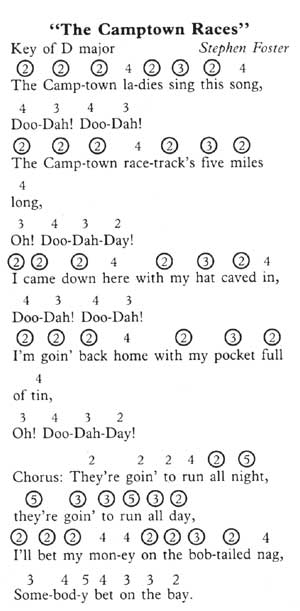 “The Camptown Races”
Key of D major Stephen Foster
② ② ② 4 ② ③ ② 4
The Camp-town la-dies sing this song,
4 3 4 3
Doo-Dah! Doo-Dah!
② ② ② 4 ② ③ ②
The Camp-town race-track's five miles
4
long,
3 4 3 2
Oh! Doo-Dah-Day!
② ② ② 4 ② ③ ② 4
I came down here with my hat caved in,
4 3 4 3
Doo-Dah! Doo-Dah!
② ② ② 4 ② ③ ②
I'm goin' back home with my pocket full
4
of tin,
3 4 3 2
Oh! Doo-Dah-Day!
2 2 2 4 ② ⑤
Chorus: They're goin' to run all night,
⑤ ③ ③ ⑤ ③ ②
they're goin' to run all day,
② ② ② 4 4 ② ② ③ ② 4
I'll bet my mon-ey on the bob-tailed nag,
3 4 5 4 3 3 2
Some-bod-y bet on the bay.